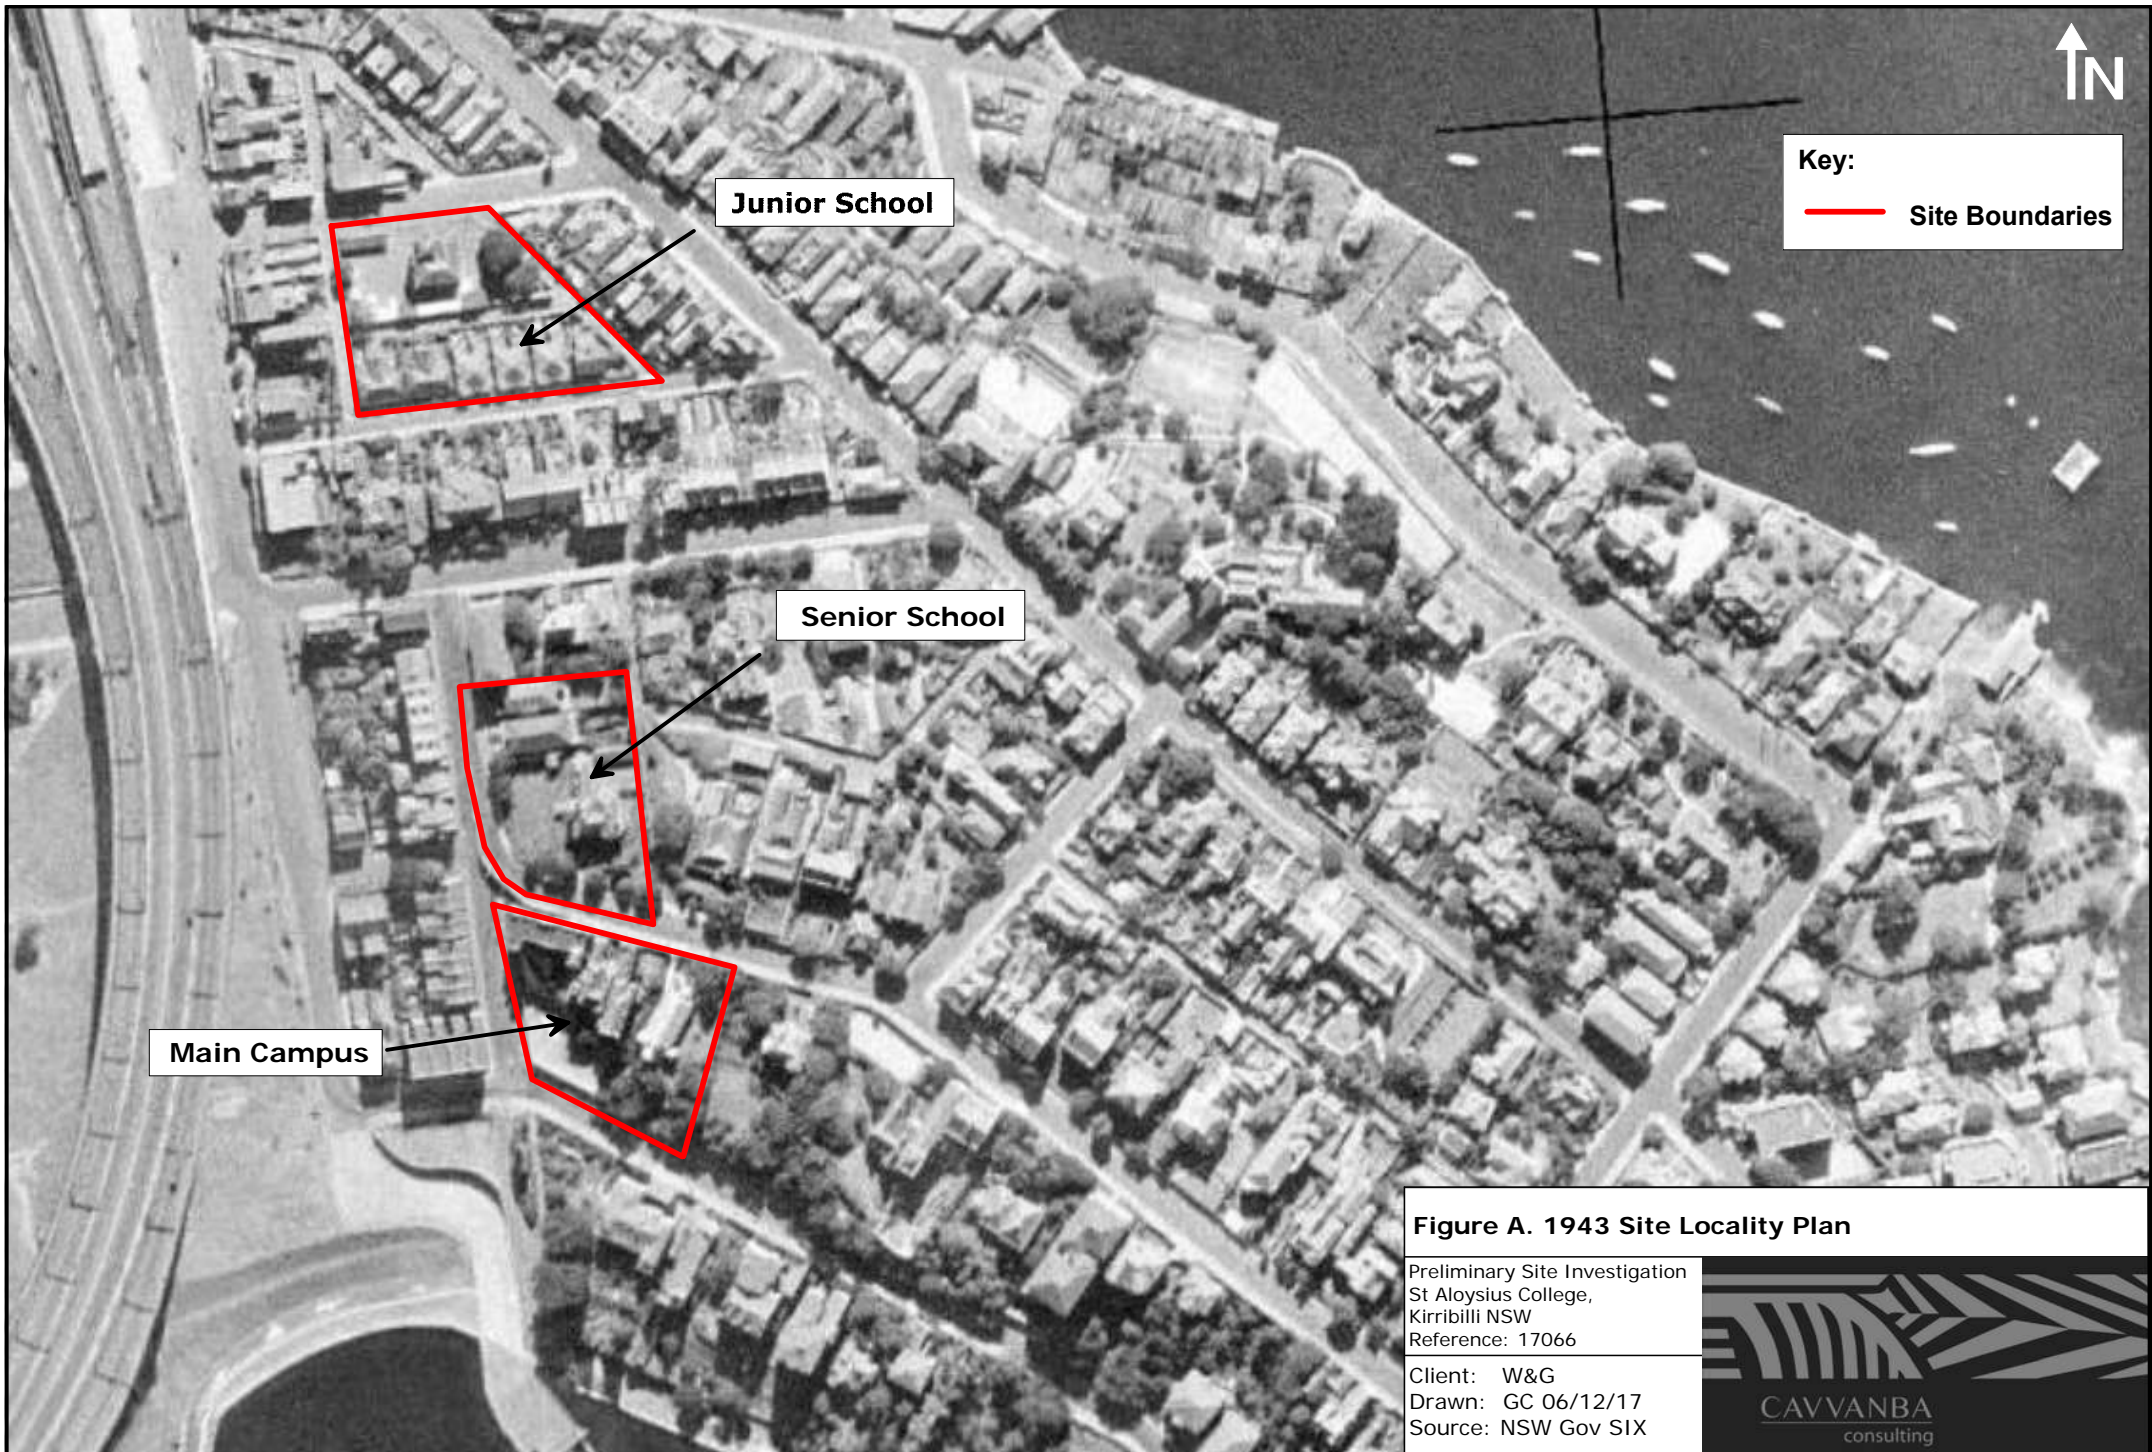 N
Key:
Site Boundaries
Junior School
Senior School
Main Campus
Figure A. 1943 Site Locality Plan
Preliminary Site Investigation
St Aloysius College,
Kirribilli NSW
Reference: 17066
Client: W&G
Drawn: GC 06/12/17
Source: NSW Gov SIX
CAVVANBA
consulting